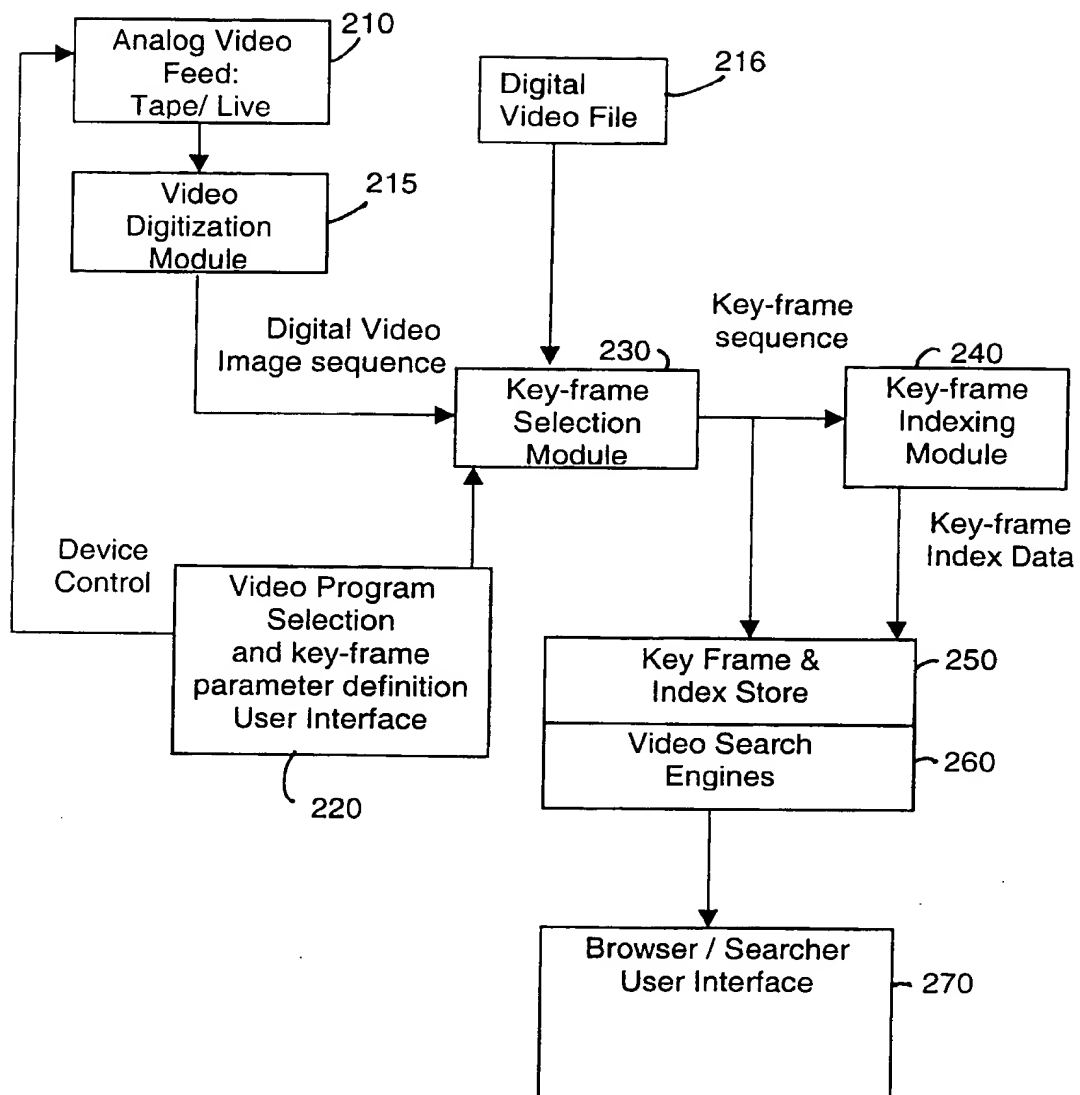 210
Analog Video
Feed:
Tape/ Live
216
Digital
Video File
215
Video
Digitization
Module
Digital Video
Image sequence
Key-frame
sequence
230
Key-frame
Selection
Module
240
Key-frame
Indexing
Module
Key-frame
Index Data
Device
Control
Video Program
Selection
and key-frame
parameter definition
User Interface
220
Key Frame &
Index Store
250
Video Search
Engines
260
Browser / Searcher
User Interface
270